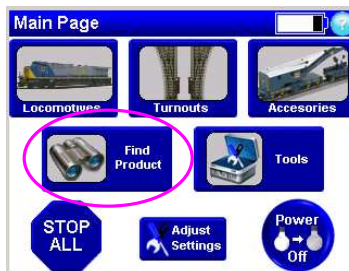 Main Page
?
Locomotives
Turnouts
Accesories
Find
Product
Tools
STOP
ALL
Adjust
Settings
Power
Off